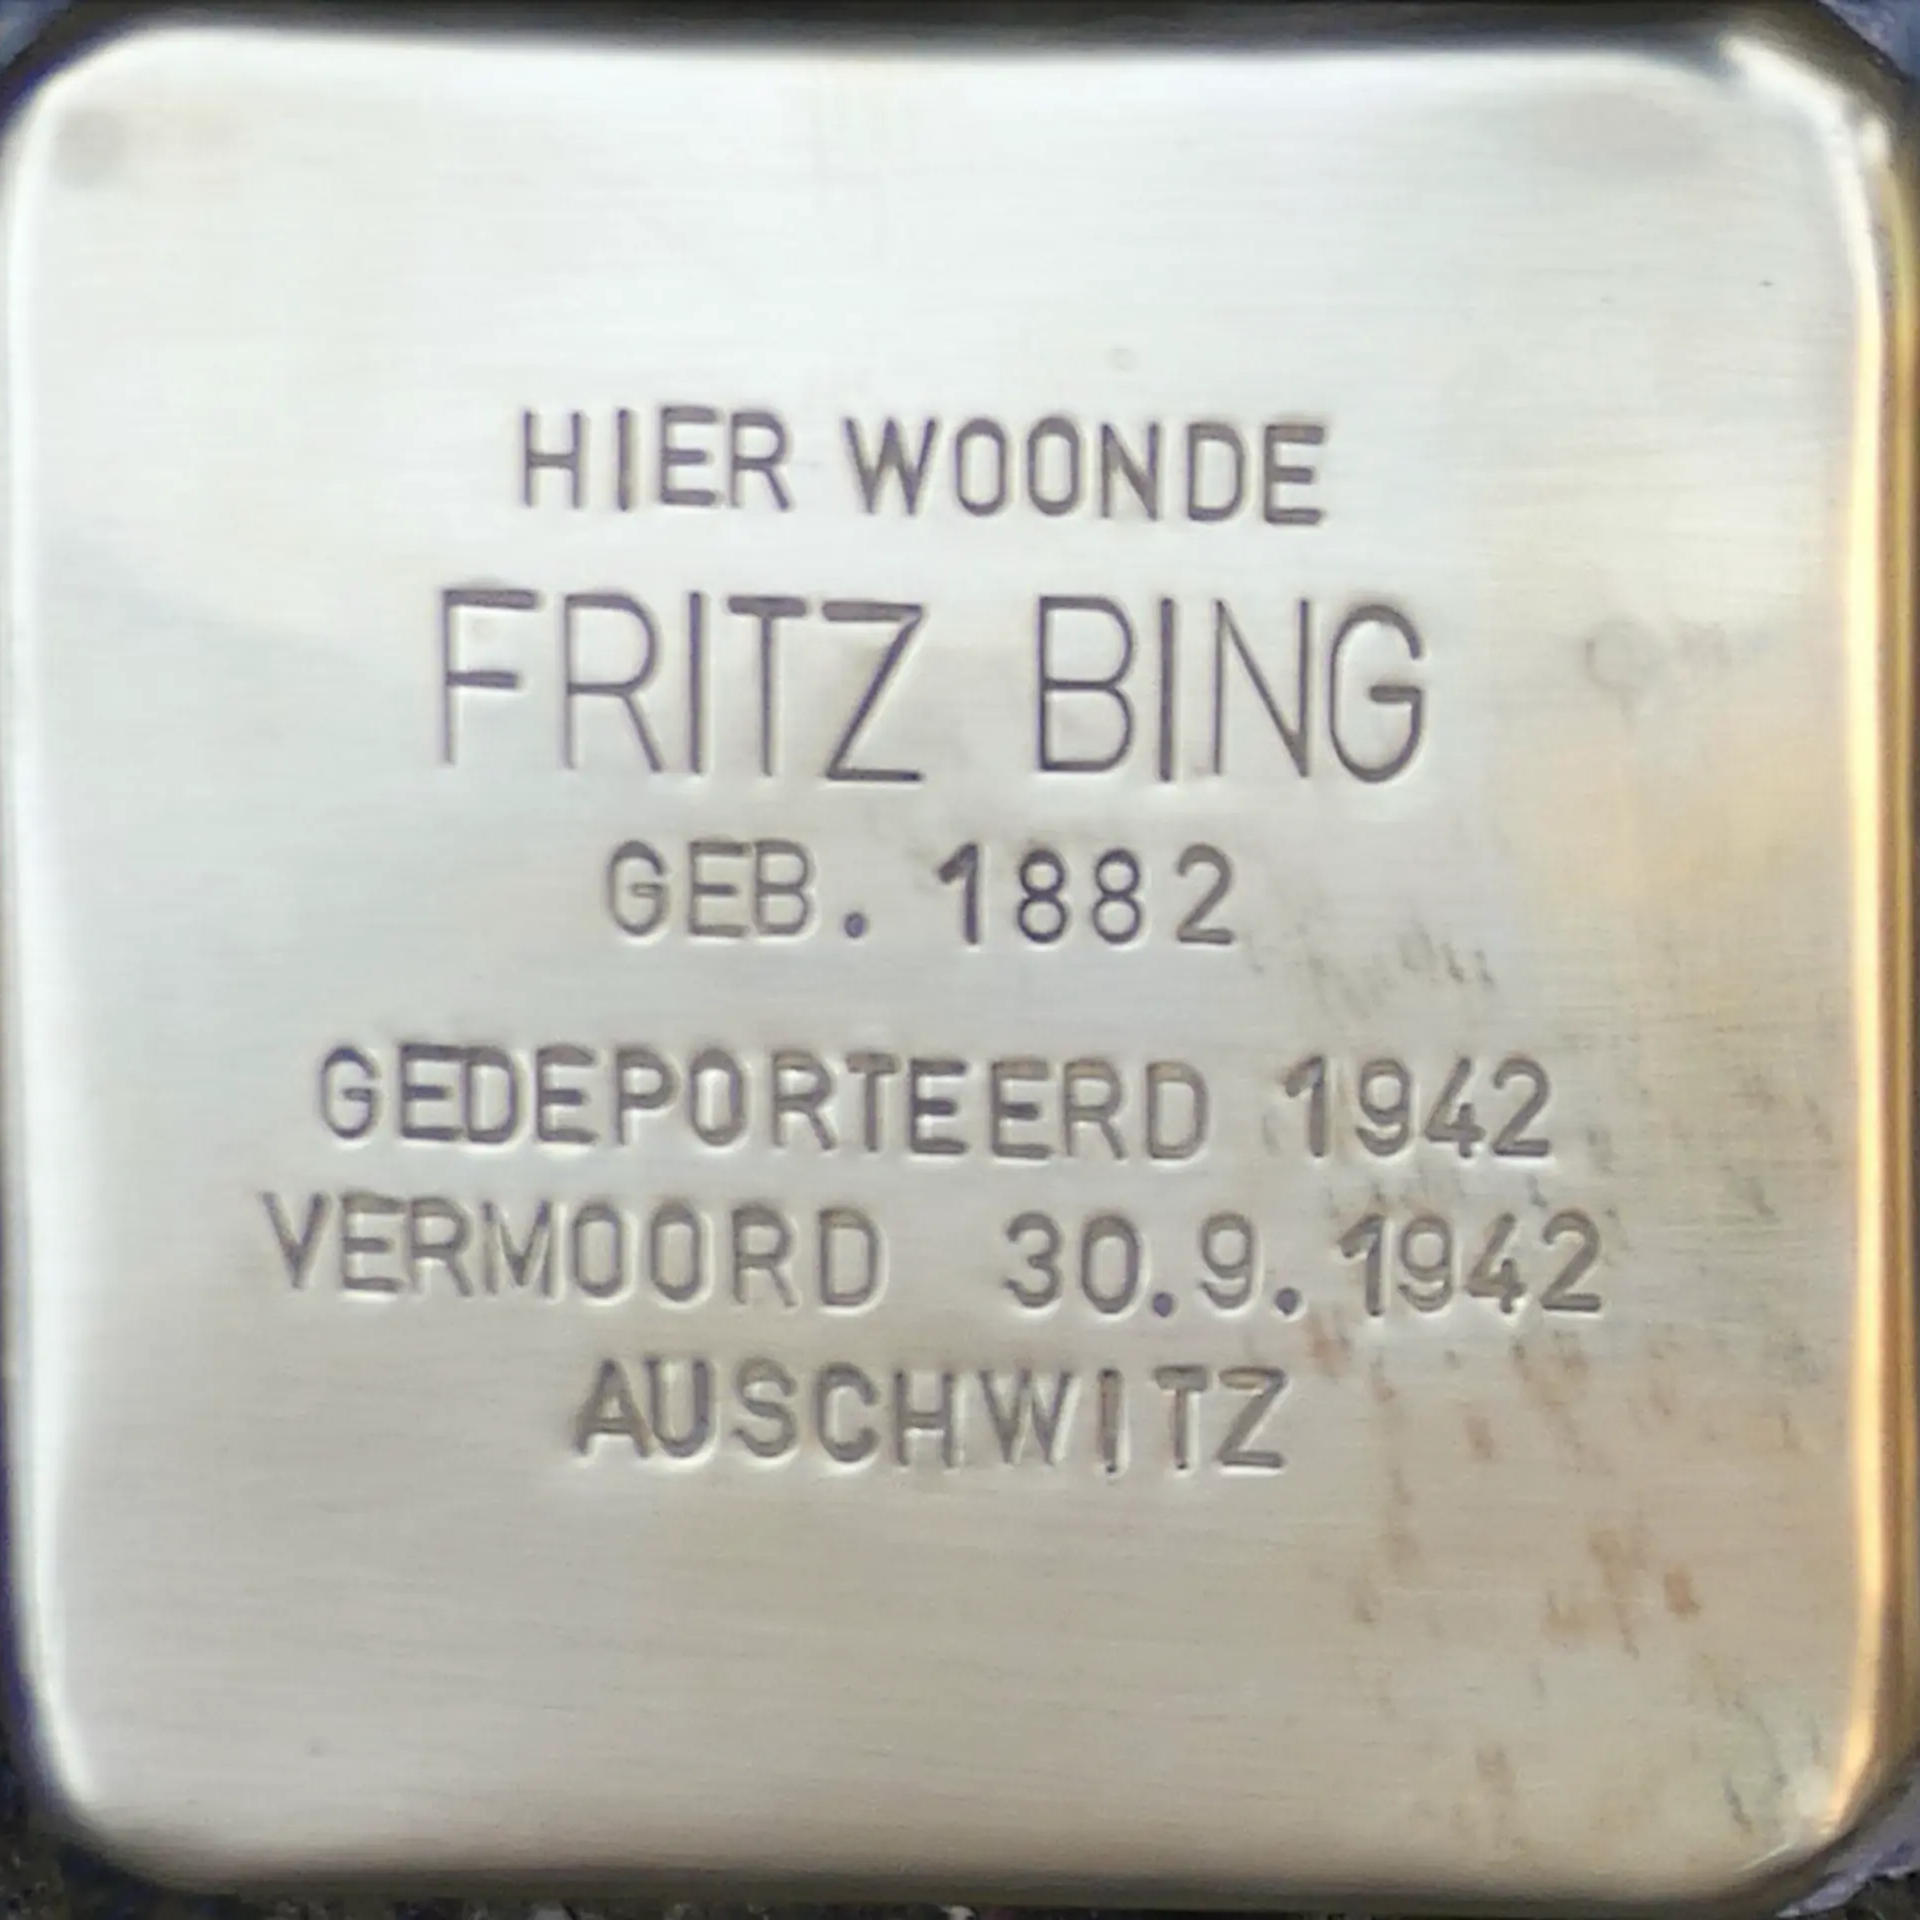 HIER WOONDE
FRITZ BING
GEB. 1882
GEDEPORTEERD 1942
VERMOORD 30.9.1942
AUSCHWITZ